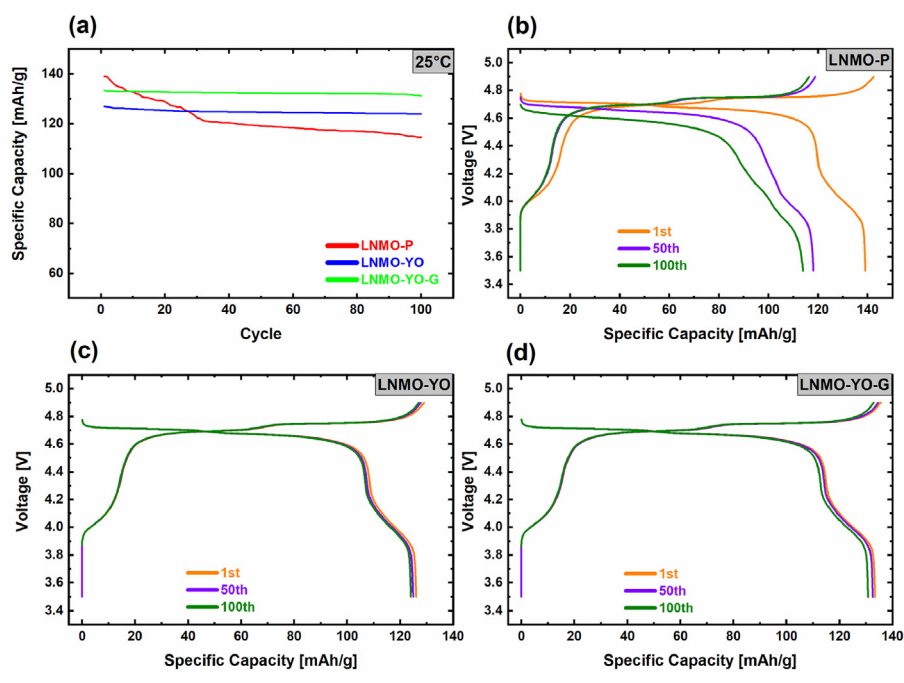 (a)
25°C
Specific Capacity [mAh/g]
140
120
100
80
60
LNMO-P
LNMO-YO
LNMO-YO-G
0
20
40
60
80
100
Cycle
(b)
LNMO-P
Voltage [V]
5.0
4.8
4.6
4.4
4.2
4.0
3.8
3.6
3.4
1st
50th
100th
0
20
40
60
80
100
120
140
Specific Capacity [mAh/g]
(c)
LNMO-YO
Voltage [V]
5.0
4.8
4.6
4.4
4.2
4.0
3.8
3.6
3.4
1st
50th
100th
0
20
40
60
80
100
120
140
Specific Capacity [mAh/g]
(d)
LNMO-YO-G
Voltage [V]
5.0
4.8
4.6
4.4
4.2
4.0
3.8
3.6
3.4
1st
50th
100th
0
20
40
60
80
100
120
140
Specific Capacity [mAh/g]